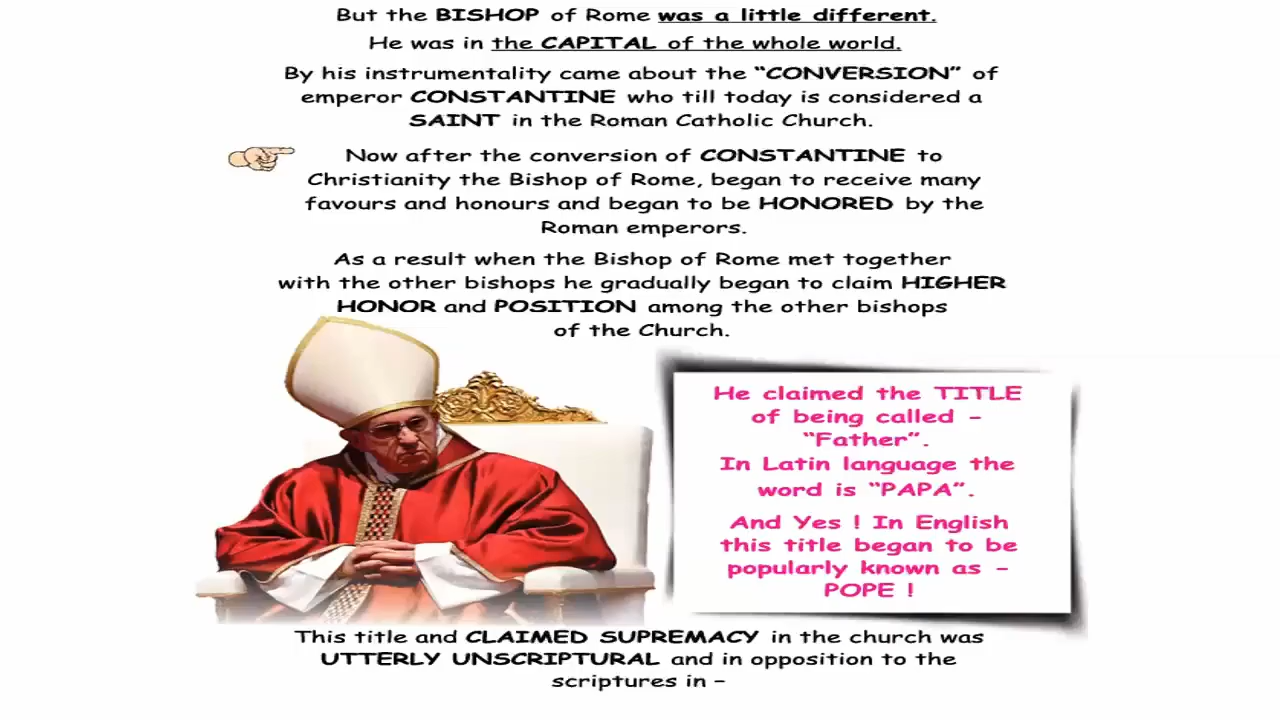 But the BISHOP of Rome was a little different.
He was in the CAPITAL of the whole world.
By his instrumentality came about the “CONVERSION” of
emperor CONSTANTINE who till today is considered a
SAINT in the Roman Catholic Church.
Now after the conversion of CONSTANTINE to
Christianity the Bishop of Rome, began to receive many
favours and honours and began to be HONORED by the
Roman emperors.
As a result when the Bishop of Rome met together
with the other bishops he gradually began to claim HIGHER
HONOR and POSITION among the other bishops
of the Church.
He claimed the TITLE
of being called –
“Father”.
In Latin language the
word is “PAPA”.
And Yes ! In English
this title began to be
popularly known as –
POPE !
This title and CLAIMED SUPREMACY in the church was
UTTERLY UNSCRIPTURAL and in opposition to the
scriptures in –